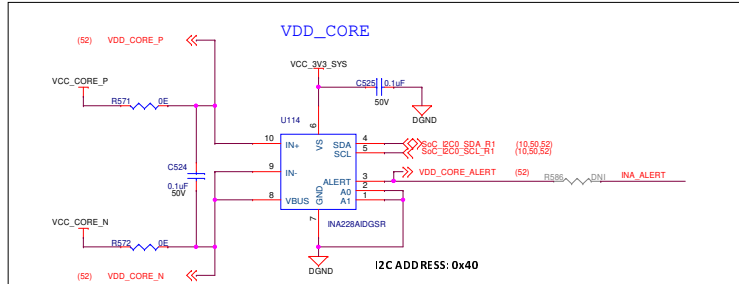 VDD_CORE
(52) VDD_CORE_P
VCC_3V3_SYS
VCC_CORE_P
C525 0.1uF
50V
R571 0E
DGND
U114
6
VS
10 IN+
SDA 4 SoC_I2C0_SDA_R1 (10,50,52)
SCL 5 SoC_I2C0_SCL_R1 (10,50,52)
C524
0.1uF
50V
9 IN-
ALERT 3 VDD_CORE_ALERT (52)
R586 DNI INA_ALERT
A0 2
8 VBUS
GND
A1 1
7
INA228AIDGSR
VCC_CORE_N
R572 0E
DGND
I2C ADDRESS: 0x40
(52) VDD_CORE_N